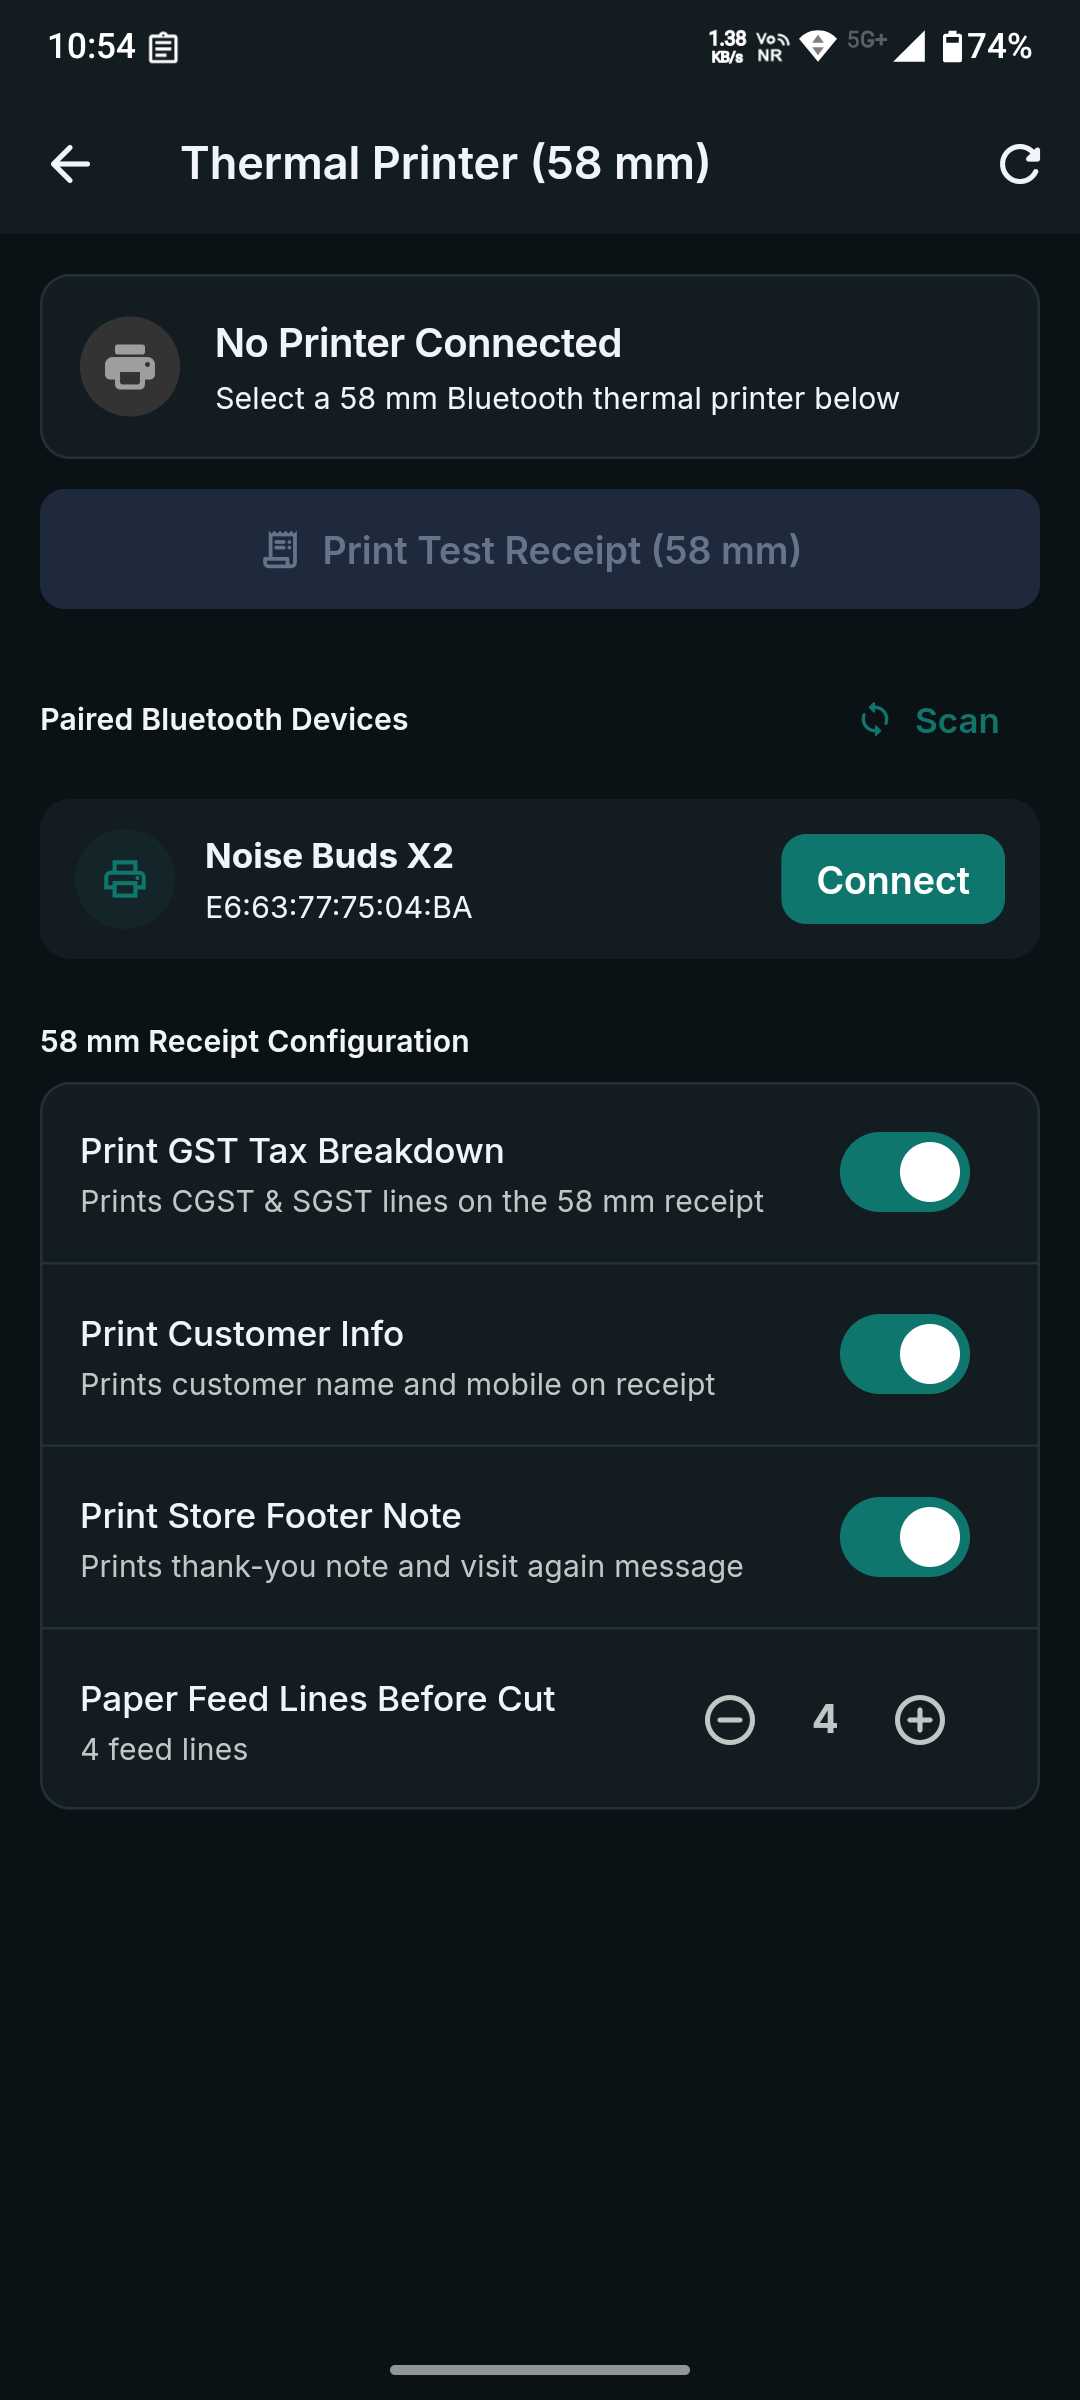 10:54
1.38 KB/s Vo NR 5G+ 74%
Thermal Printer (58 mm)
No Printer Connected
Select a 58 mm Bluetooth thermal printer below
Print Test Receipt (58 mm)
Paired Bluetooth Devices
Scan
Noise Buds X2
E6:63:77:75:04:BA
Connect
58 mm Receipt Configuration
Print GST Tax Breakdown
Prints CGST & SGST lines on the 58 mm receipt
Print Customer Info
Prints customer name and mobile on receipt
Print Store Footer Note
Prints thank-you note and visit again message
Paper Feed Lines Before Cut
4 feed lines
4